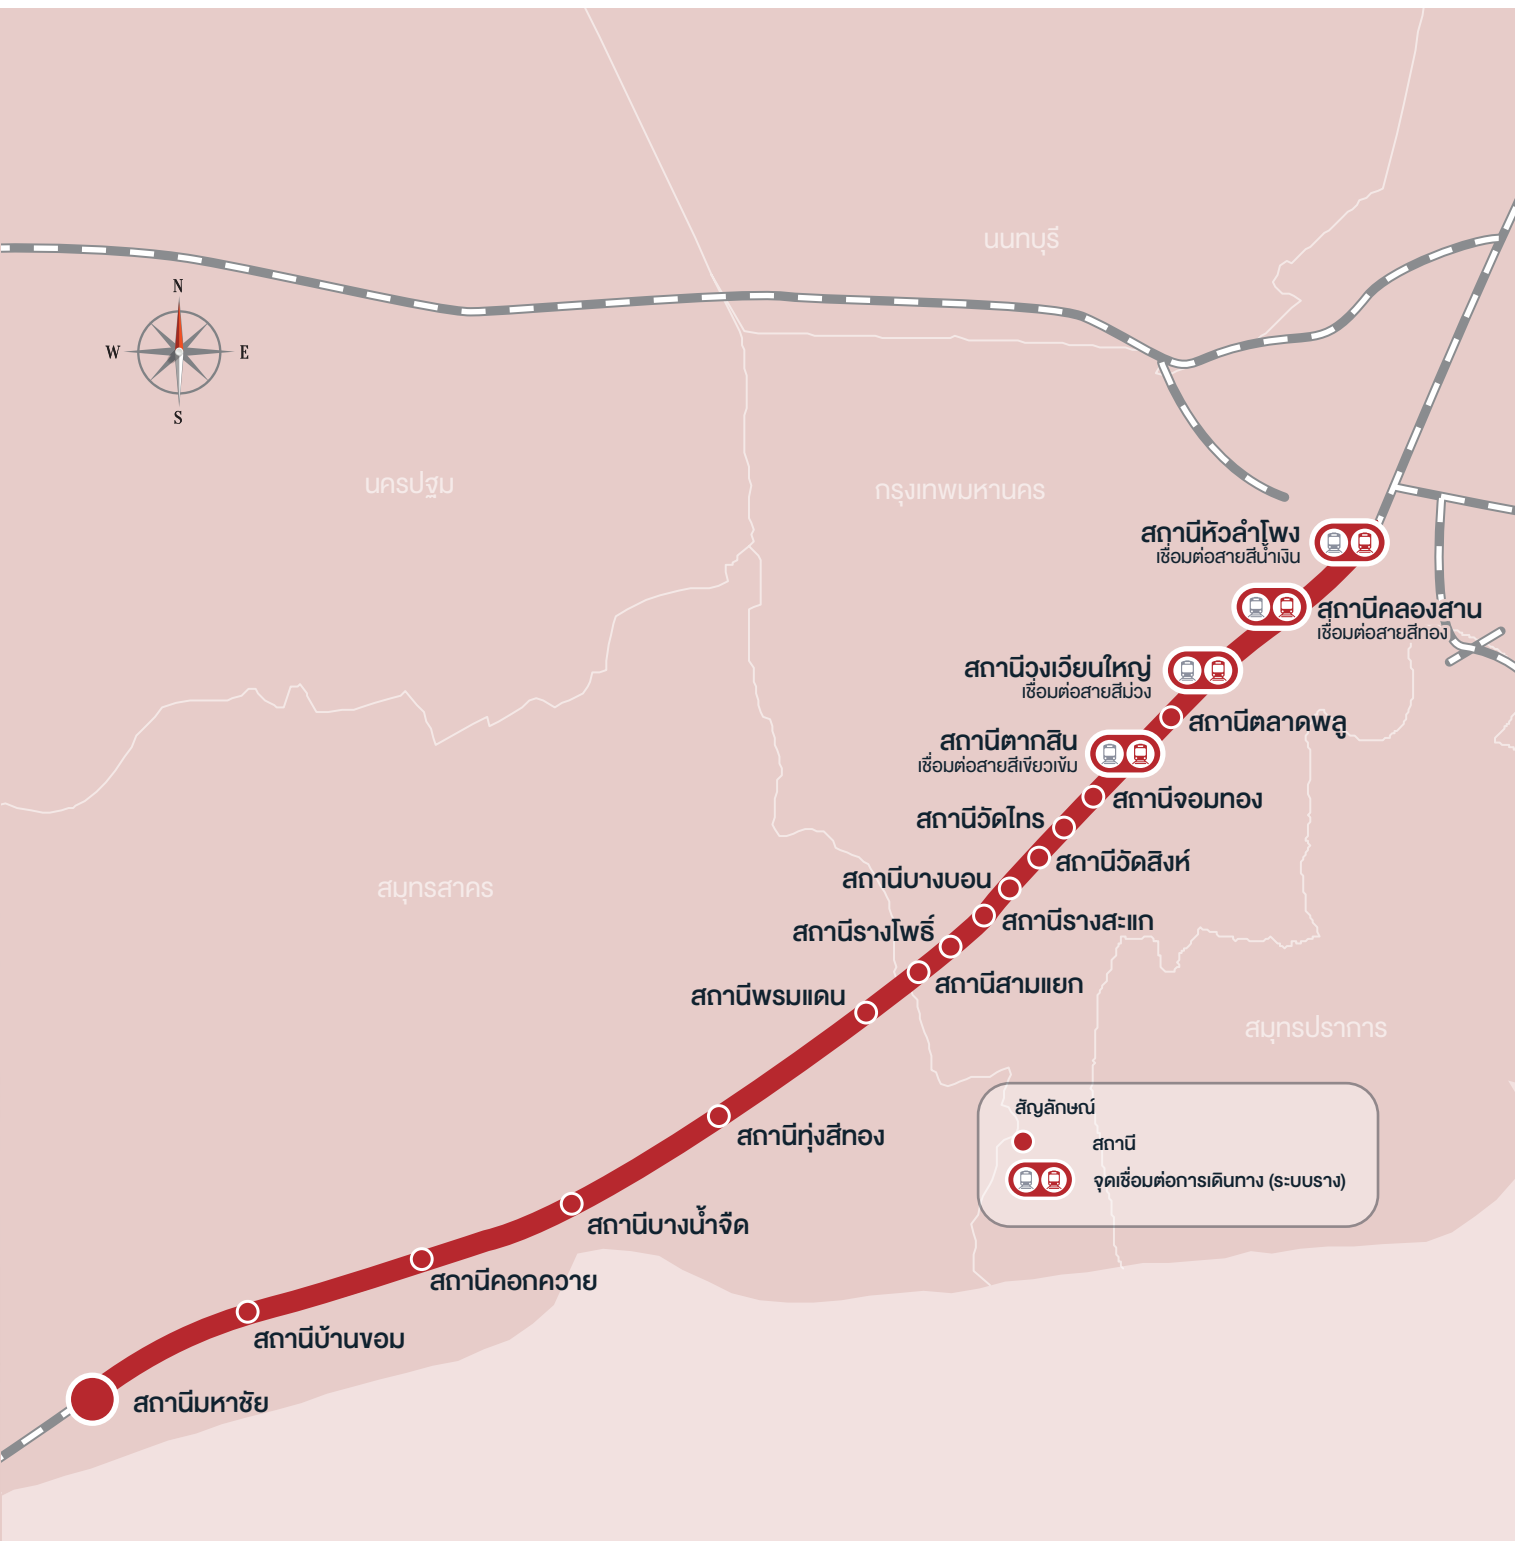 นนทบุรี
N
W
E
S
นครปฐม
กรุงเทพมหานคร
สถานีหัวลำโพง
เชื่อมต่อสายสีน้ำเงิน
สถานีคลองสาน
เชื่อมต่อสายสีทอง
สถานีวงเวียนใหญ่
เชื่อมต่อสายสีม่วง
สถานีตลาดพลู
สถานีตากสิน
เชื่อมต่อสายสีเขียวเข้ม
สถานีจอมทอง
สถานีวัดไทร
สถานีวัดสิงห์
สถานีบางบอน
สมุทรสาคร
สถานีรางสะแก
สถานีรางโพธิ์
สถานีสามแยก
สถานีพรมแดน
สมุทรปราการ
สัญลักษณ์
สถานี
จุดเชื่อมต่อการเดินทาง (ระบบราง)
สถานีทุ่งสีทอง
สถานีบางน้ำจืด
สถานีคอกควาย
สถานีบ้านขอม
สถานีมหาชัย